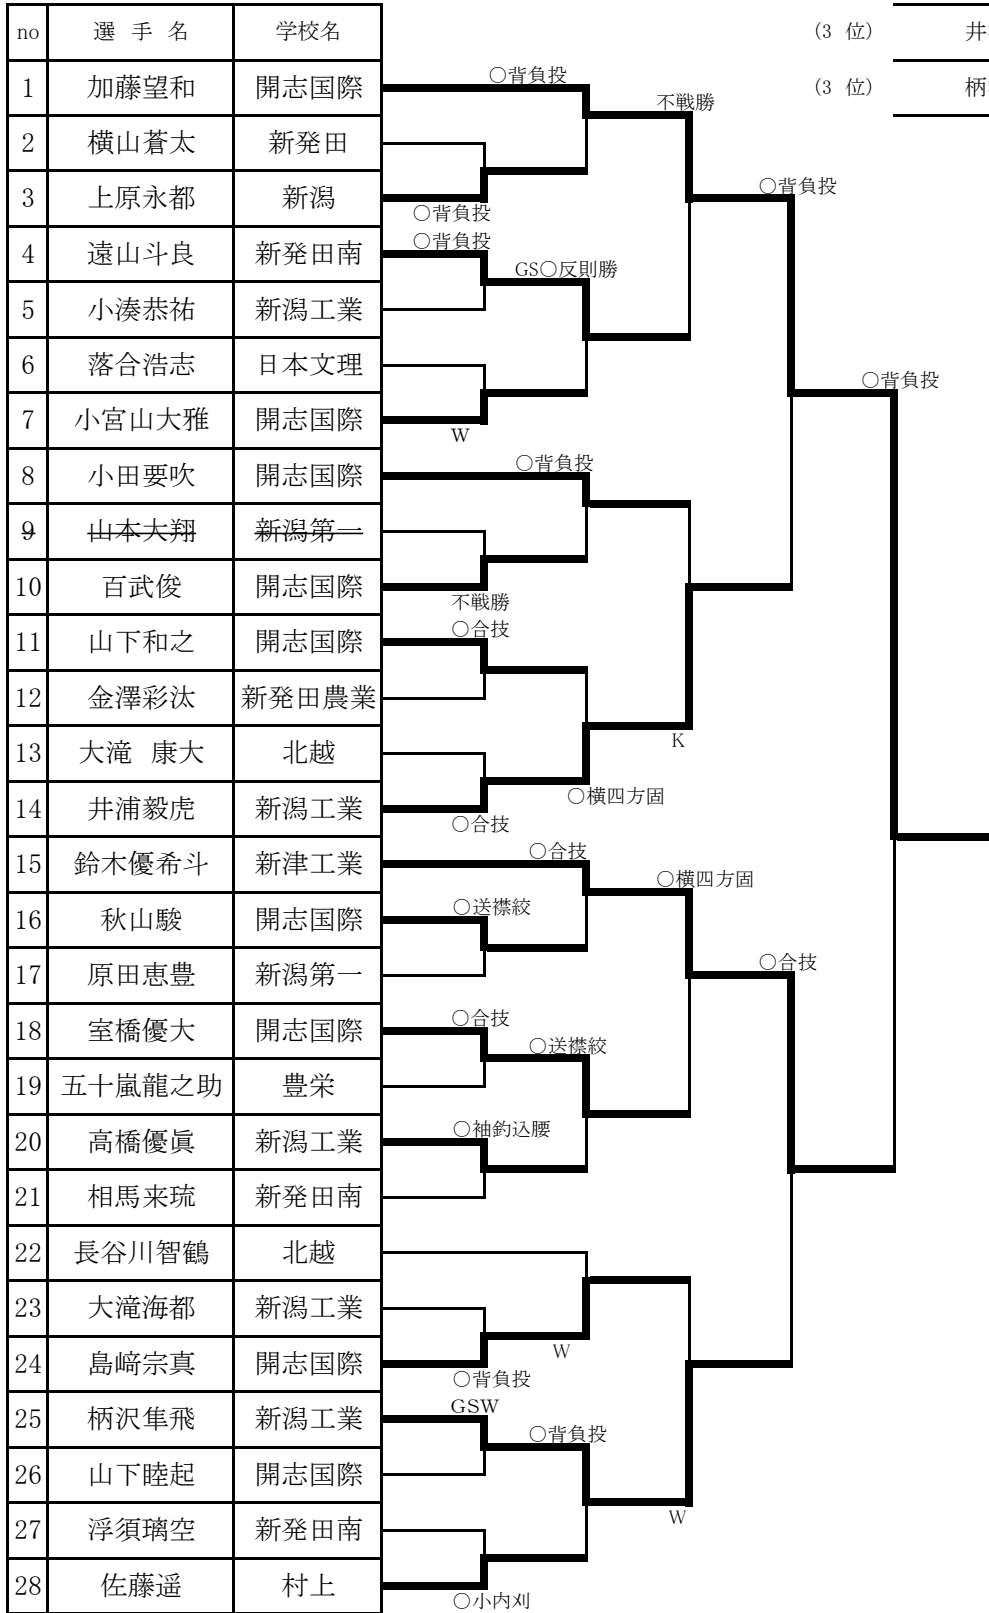 no 選 手 名 学校名 (3 位) 井
1 加藤望和 開志国際 ○背負投 不戦勝 (3 位) 柄
2 横山蒼太 新発田
3 上原永都 新潟 ○背負投 ○背負投
4 遠山斗良 新発田南 ○背負投 GS○反則勝
5 小湊恭祐 新潟工業
6 落合浩志 日本文理 ○背負投
7 小宮山大雅 開志国際 W
8 小田要吹 開志国際 ○背負投
9 山本大翔 新潟第一
10 百武俊 開志国際 不戦勝
11 山下和之 開志国際 ○合技
12 金澤彩汰 新発田農業
13 大滝 康大 北越 K
14 井浦毅虎 新潟工業 ○合技 ○横四方固
15 鈴木優希斗 新津工業 ○合技 ○横四方固
16 秋山駿 開志国際 ○送襟絞
17 原田恵豊 新潟第一 ○合技
18 室橋優大 開志国際 ○合技 ○送襟絞
19 五十嵐龍之助 豊栄
20 高橋優眞 新潟工業 ○袖釣込腰
21 相馬来琉 新発田南
22 長谷川智鶴 北越
23 大滝海都 新潟工業
24 島﨑宗真 開志国際 ○背負投 W
25 柄沢隼飛 新潟工業 GSW ○背負投
26 山下睦起 開志国際
27 浮須璃空 新発田南 W
28 佐藤遥 村上 ○小内刈